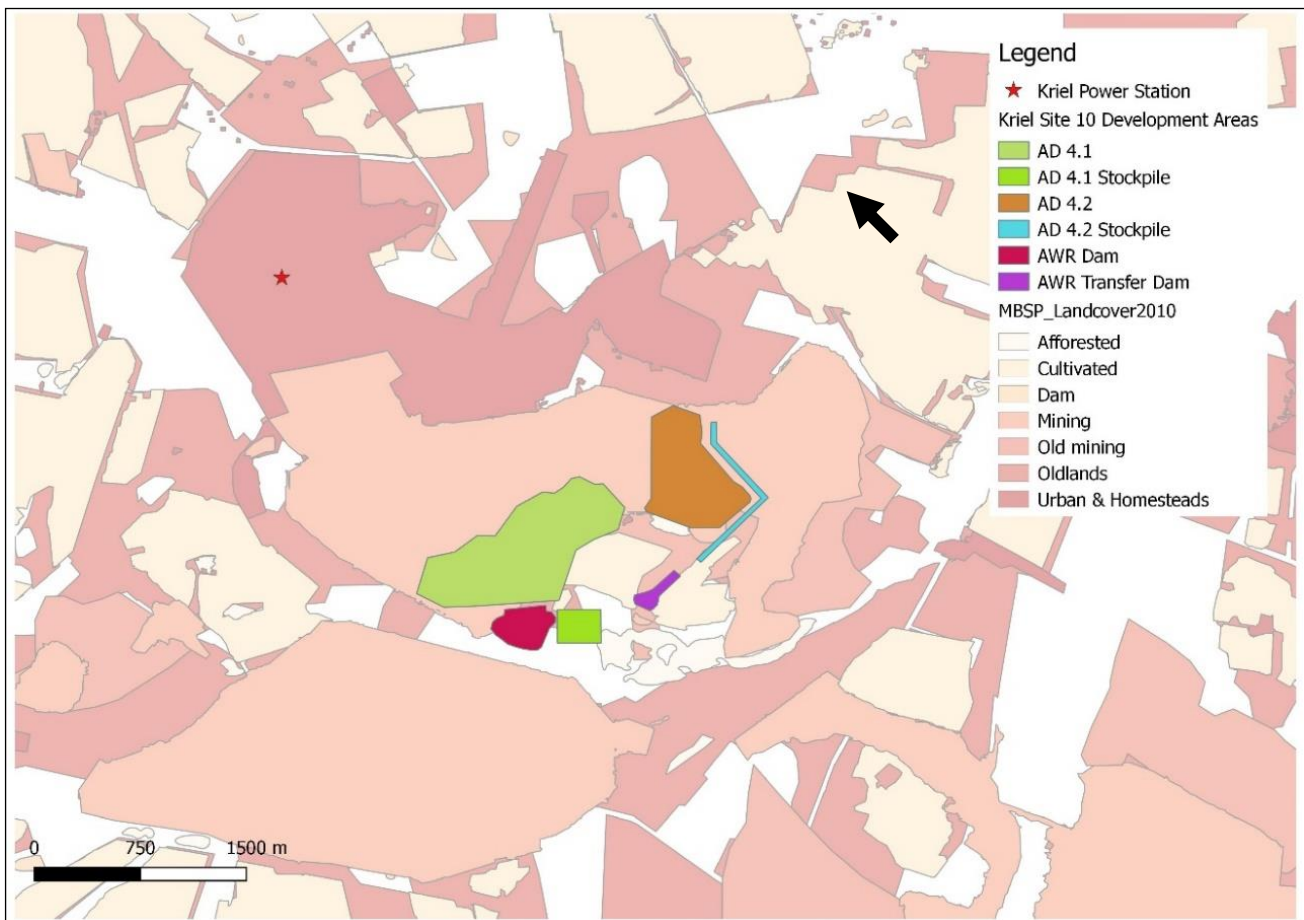 Legend
Kriel Power Station
Kriel Site 10 Development Areas
AD 4.1
AD 4.1 Stockpile
AD 4.2
AD 4.2 Stockpile
AWR Dam
AWR Transfer Dam
MBSP_Landcover2010
Afforested
Cultivated
Dam
Mining
Old mining
Oldlands
Urban & Homesteads
0 750 1500 m